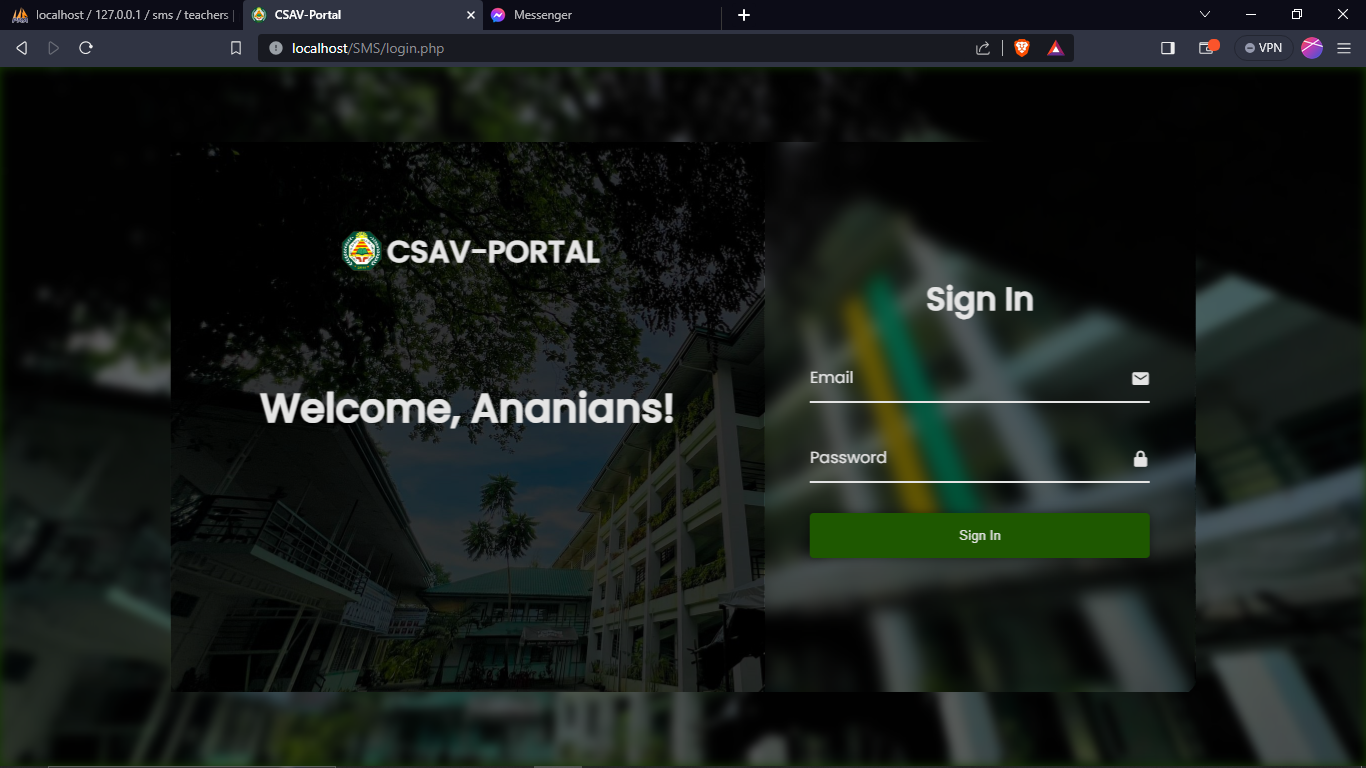 localhost / 127.0.0.1 / sms / teachers
CSAV-Portal
Messenger
localhost/SMS/login.php
VPN
CSAV-PORTAL
Welcome, Ananians!
Sign In
Email
Password
Sign In